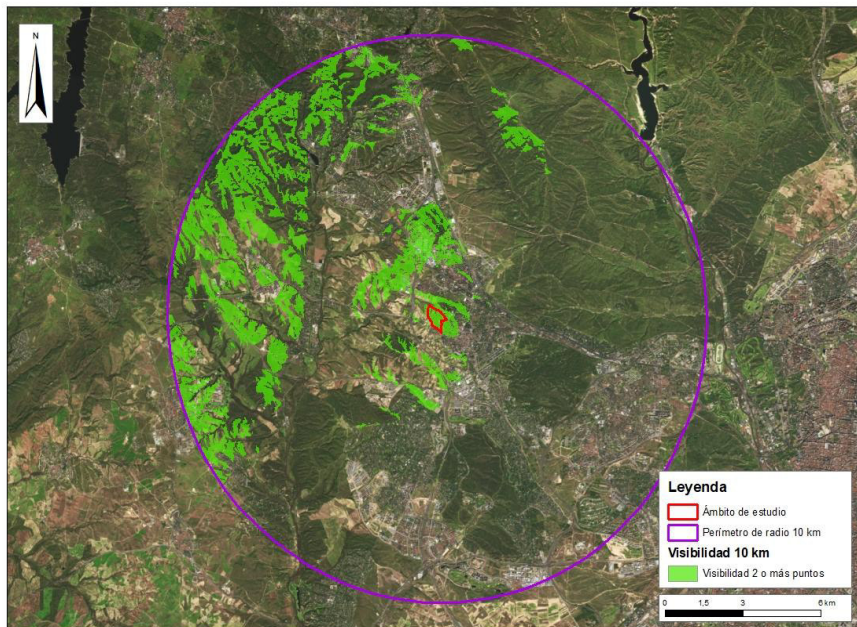 N
Leyenda
Ámbito de estudio
Perímetro de radio 10 km
Visibilidad 10 km
Visibilidad 2 o más puntos
0 1,5 3 6 km